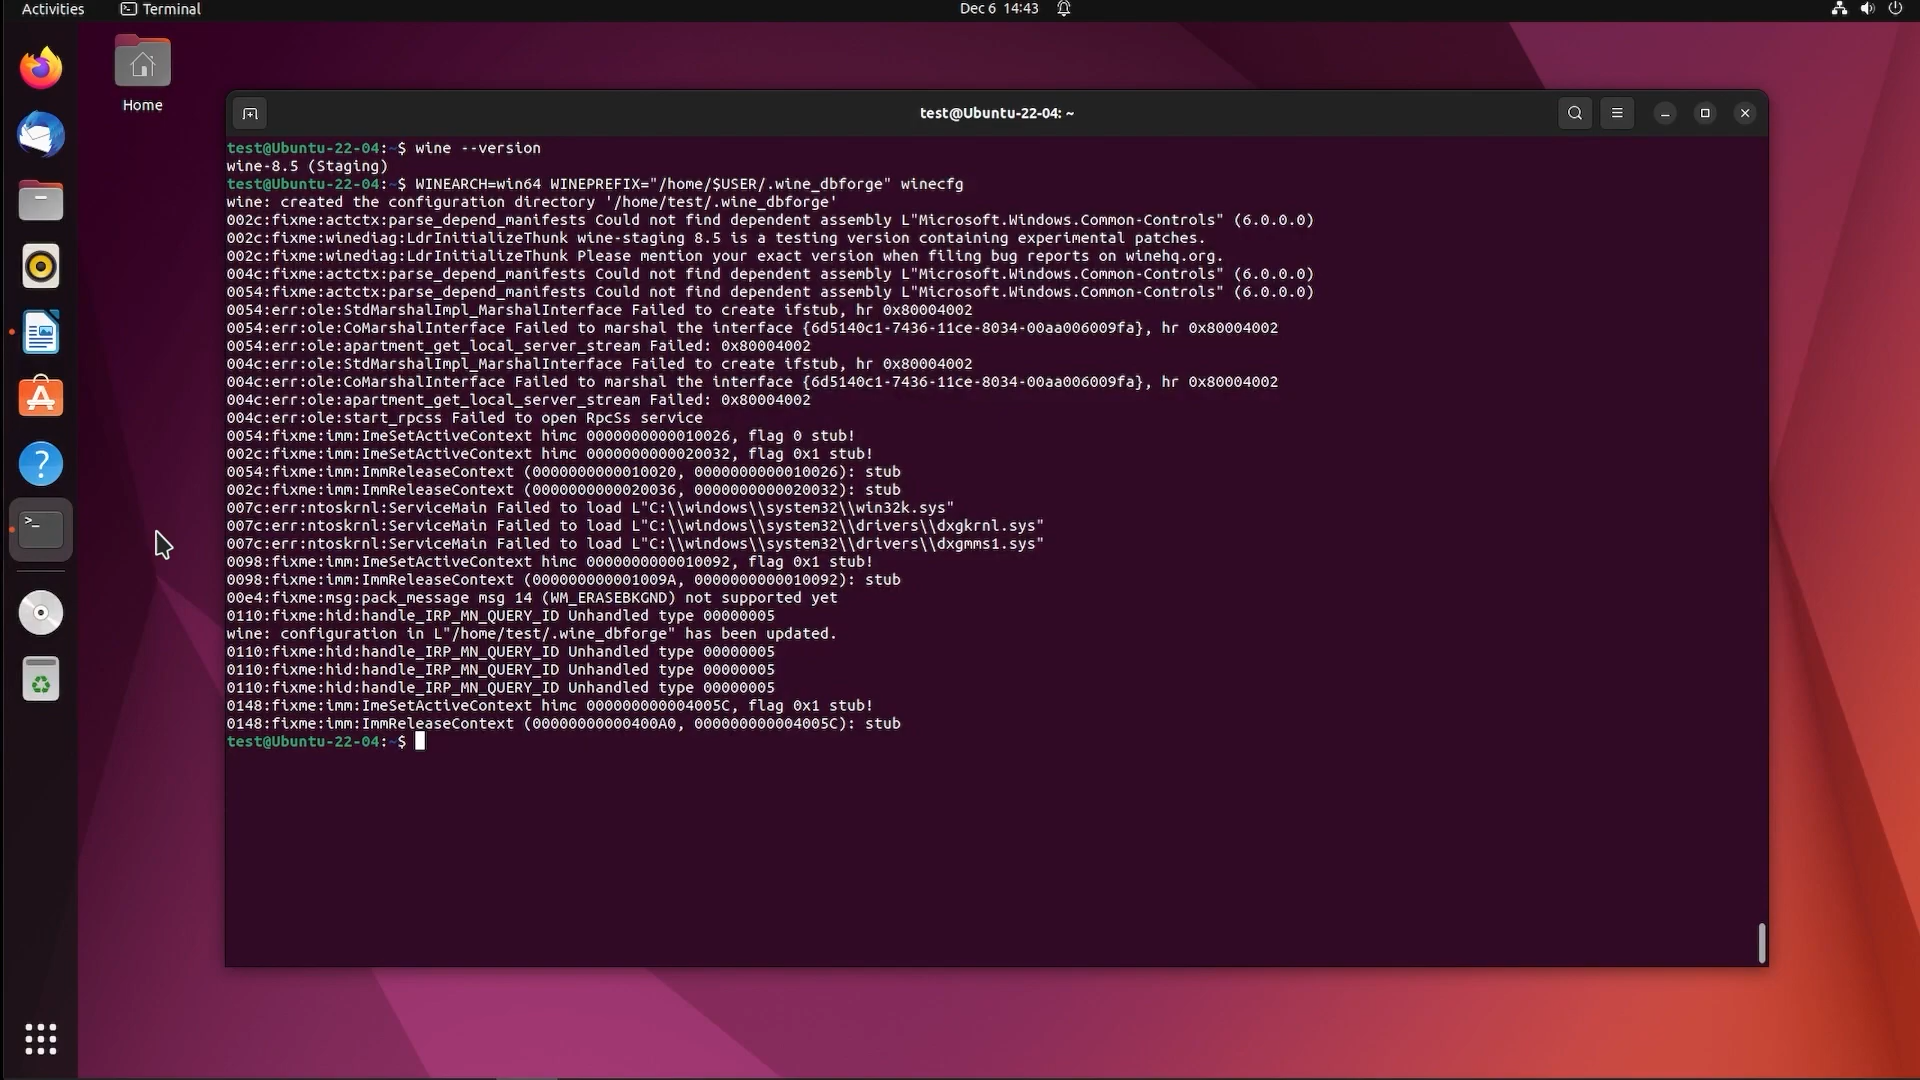 Activities
Terminal
Dec 6 14:43
Home
test@Ubuntu-22-04: ~
test@Ubuntu-22-04:~$ wine --version
wine-8.5 (Staging)
test@Ubuntu-22-04:~$ WINEARCH=win64 WINEPREFIX="/home/$USER/.wine_dbforge" winecfg
wine: created the configuration directory '/home/test/.wine_dbforge'
002c:fixme:actctx:parse_depend_manifests Could not find dependent assembly L"Microsoft.Windows.Common-Controls" (6.0.0.0)
002c:fixme:winediag:LdrInitializeThunk wine-staging 8.5 is a testing version containing experimental patches.
002c:fixme:winediag:LdrInitializeThunk Please mention your exact version when filing bug reports on winehq.org.
004c:fixme:actctx:parse_depend_manifests Could not find dependent assembly L"Microsoft.Windows.Common-Controls" (6.0.0.0)
0054:fixme:actctx:parse_depend_manifests Could not find dependent assembly L"Microsoft.Windows.Common-Controls" (6.0.0.0)
0054:err:ole:StdMarshalImpl_MarshalInterface Failed to create ifstub, hr 0x80004002
0054:err:ole:CoMarshalInterface Failed to marshal the interface {6d5140c1-7436-11ce-8034-00aa006009fa}, hr 0x80004002
0054:err:ole:apartment_get_local_server_stream Failed: 0x80004002
004c:err:ole:StdMarshalImpl_MarshalInterface Failed to create ifstub, hr 0x80004002
004c:err:ole:CoMarshalInterface Failed to marshal the interface {6d5140c1-7436-11ce-8034-00aa006009fa}, hr 0x80004002
004c:err:ole:apartment_get_local_server_stream Failed: 0x80004002
004c:err:ole:start_rpcss Failed to open RpcSs service
0054:fixme:imm:ImeSetActiveContext himc 0000000000010026, flag 0 stub!
002c:fixme:imm:ImeSetActiveContext himc 0000000000020032, flag 0x1 stub!
0054:fixme:imm:ImmReleaseContext (0000000000010020, 0000000000010026): stub
002c:fixme:imm:ImmReleaseContext (0000000000020036, 0000000000020032): stub
007c:err:ntoskrnl:ServiceMain Failed to load L"C:\\windows\\system32\\win32k.sys"
007c:err:ntoskrnl:ServiceMain Failed to load L"C:\\windows\\system32\\drivers\\dxgkrnl.sys"
007c:err:ntoskrnl:ServiceMain Failed to load L"C:\\windows\\system32\\drivers\\dxgmms1.sys"
0098:fixme:imm:ImeSetActiveContext himc 0000000000010092, flag 0x1 stub!
0098:fixme:imm:ImmReleaseContext (000000000001009A, 0000000000010092): stub
00e4:fixme:msg:pack_message msg 14 (WM_ERASEBKGND) not supported yet
0110:fixme:hid:handle_IRP_MN_QUERY_ID Unhandled type 00000005
wine: configuration in L"/home/test/.wine_dbforge" has been updated.
0110:fixme:hid:handle_IRP_MN_QUERY_ID Unhandled type 00000005
0110:fixme:hid:handle_IRP_MN_QUERY_ID Unhandled type 00000005
0110:fixme:hid:handle_IRP_MN_QUERY_ID Unhandled type 00000005
0148:fixme:imm:ImeSetActiveContext himc 000000000004005C, flag 0x1 stub!
0148:fixme:imm:ImmReleaseContext (00000000000400A0, 000000000004005C): stub
test@Ubuntu-22-04:~$